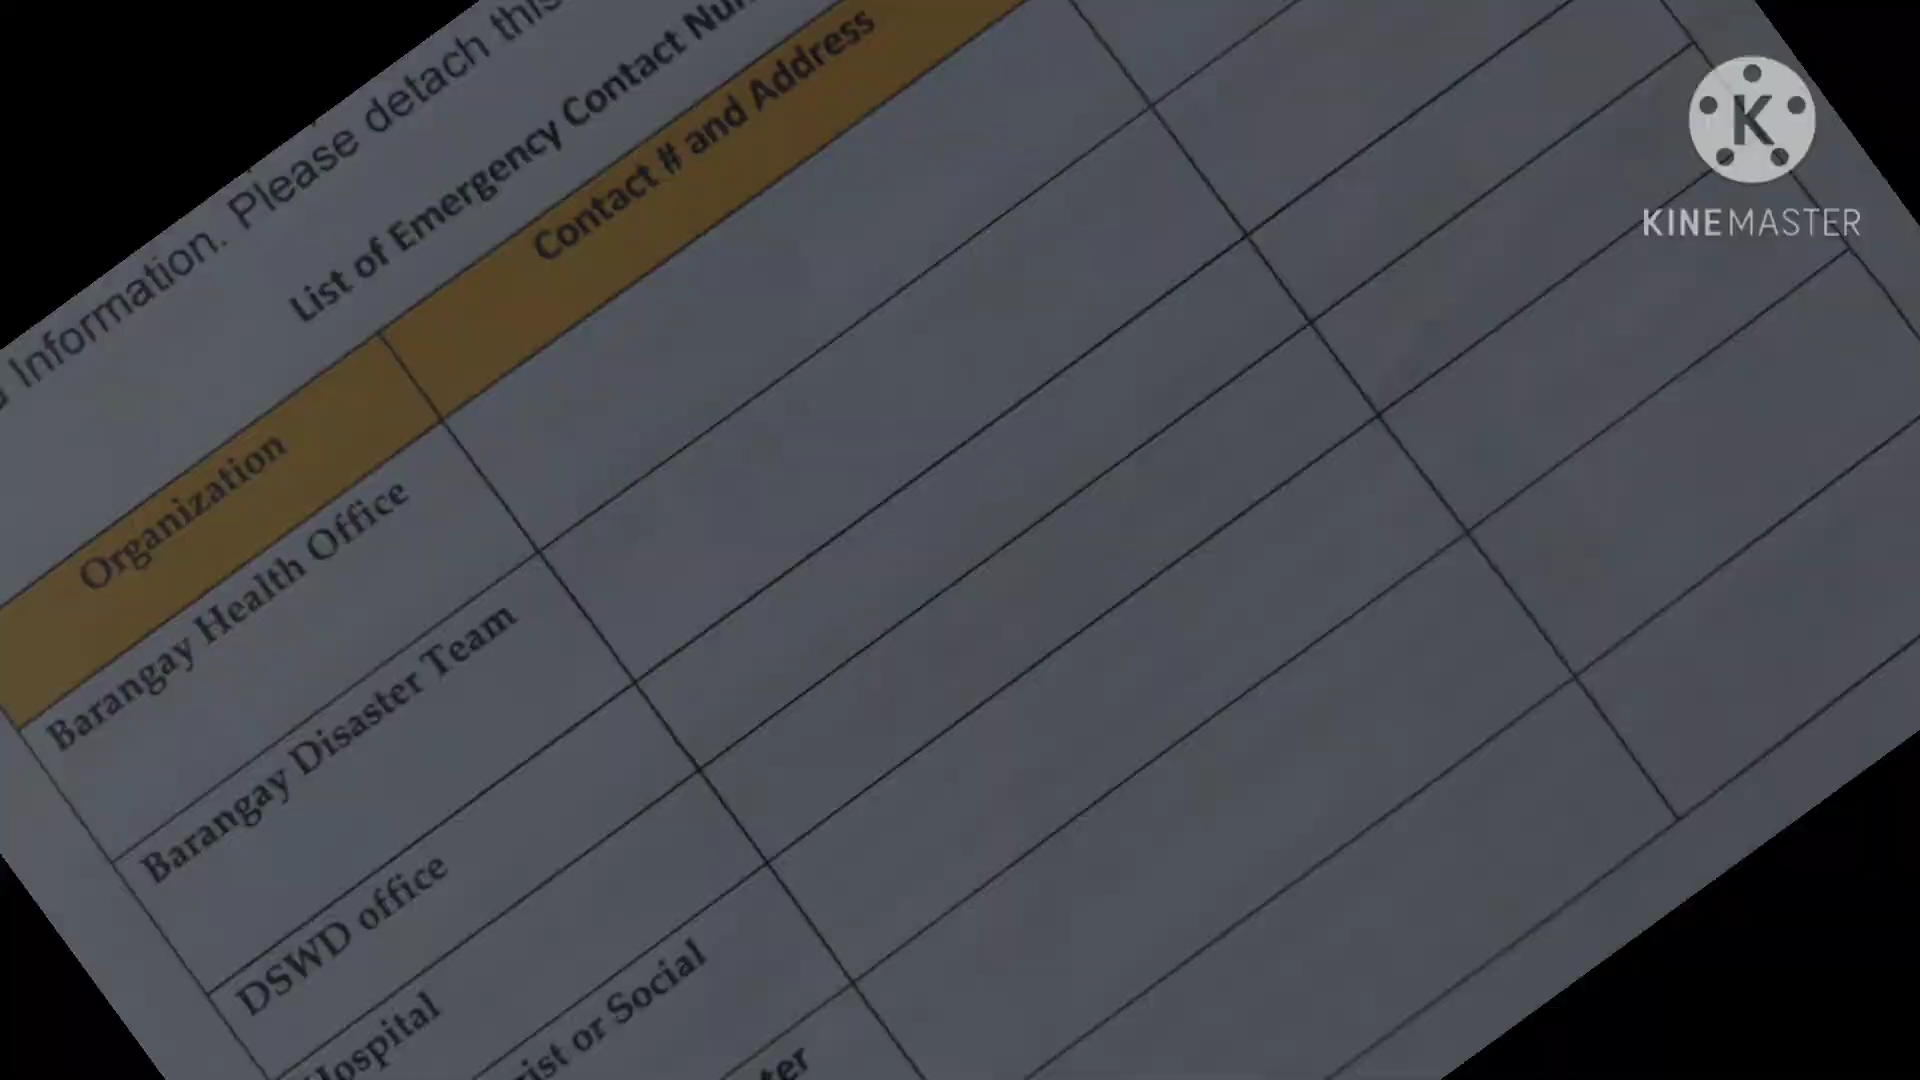 Information. Please detach this
List of Emergency Contact
Organization
Contact # and Address
Barangay Health Office
Barangay Disaster Team
DSWD office
Hospital
or Social
KINEMASTER